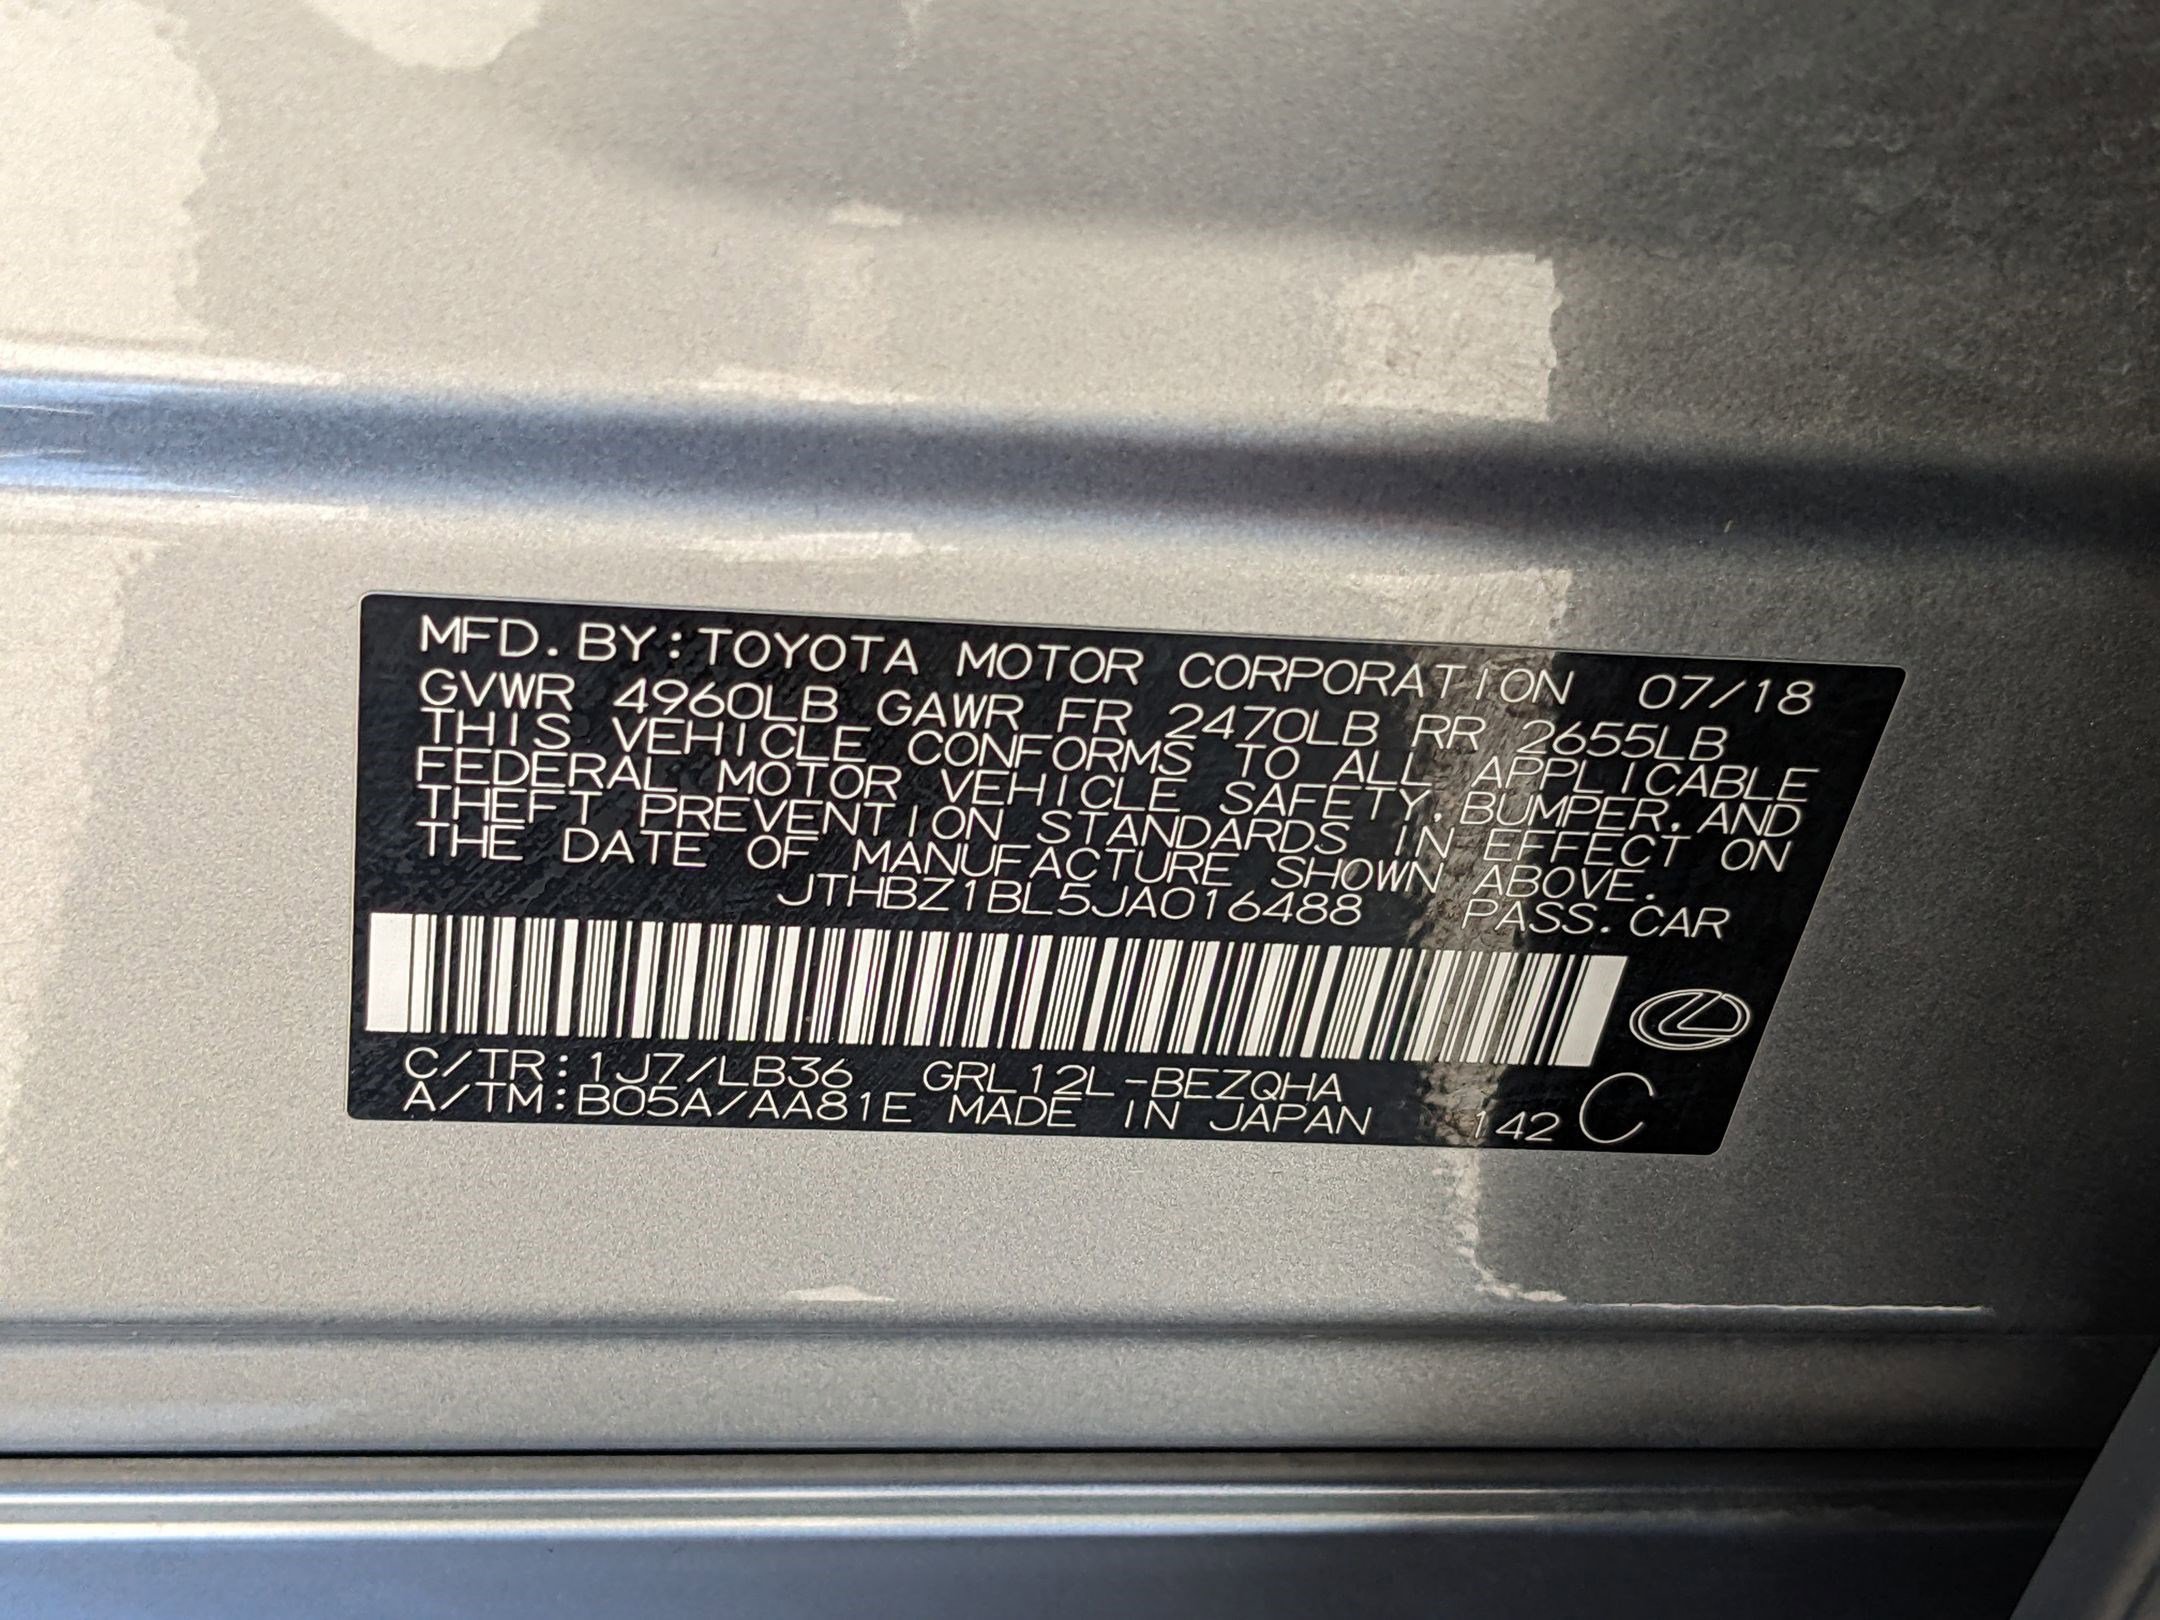 MFD.BY:TOYOTA MOTOR CORPORATION 07/18
GVWR 4960LB GAWR FR 2470LB RR 2655LB
THIS VEHICLE CONFORMS TO ALL APPLICABLE
FEDERAL MOTOR VEHICLE SAFETY,BUMPER,AND
THEFT PREVENTION STANDARDS IN EFFECT ON
THE DATE OF MANUFACTURE SHOWN ABOVE.
JTHBZ1BL5JA016488 PASS.CAR
C/TR:1J7/LB36 GRL12L-BEZQHA
A/TM:B05A/AA81E MADE IN JAPAN 142 C